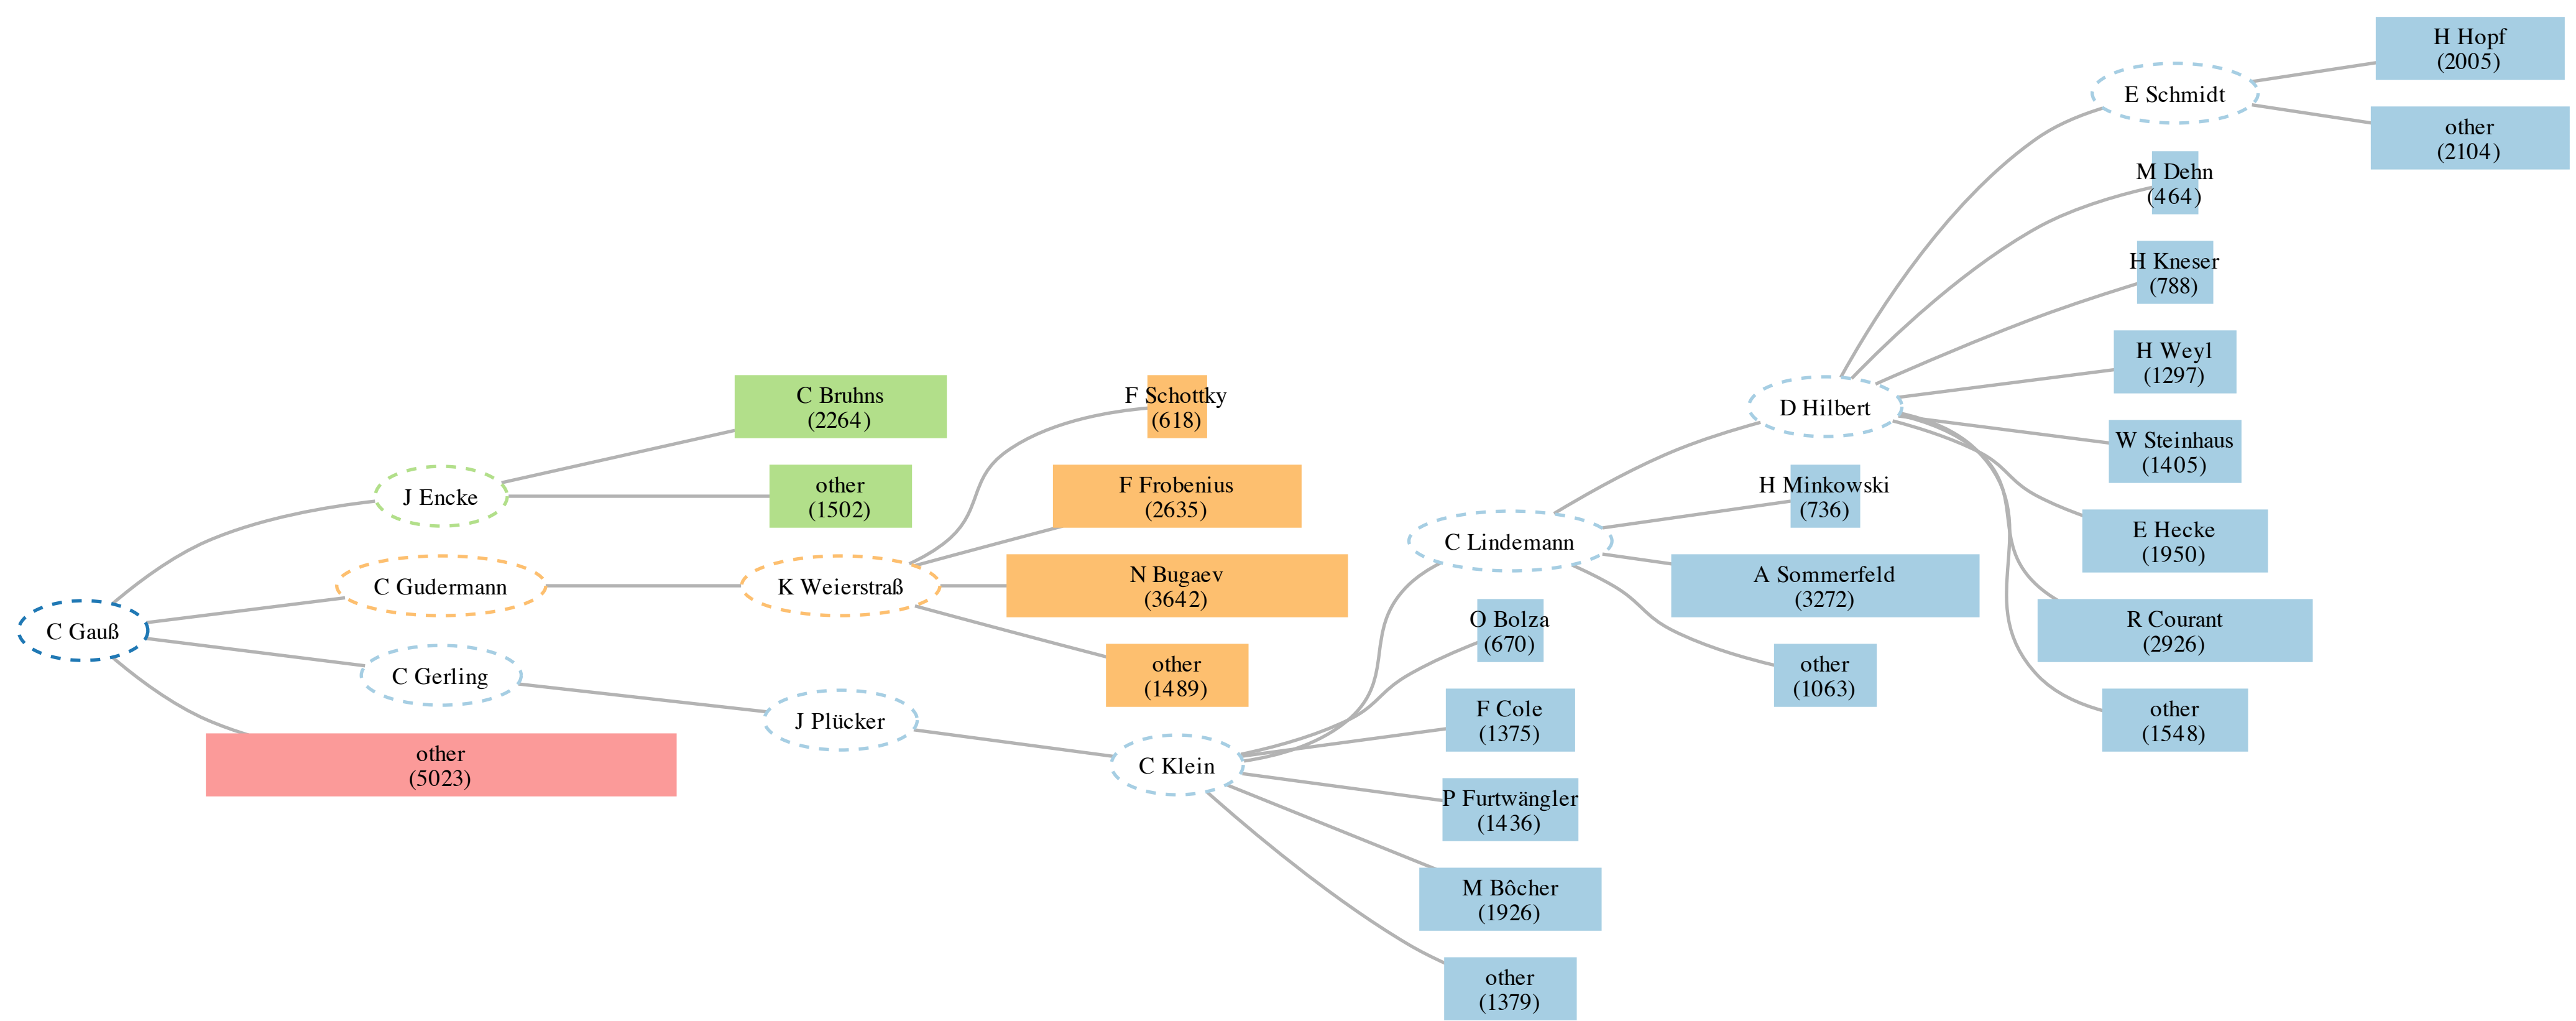 H Hopf
(2005)
E Schmidt
other
(2104)
M Dehn
(464)
H Kneser
(788)
H Weyl
(1297)
C Bruhns
(2264)
F Schottky
(618)
D Hilbert
W Steinhaus
(1405)
J Encke
other
(1502)
F Frobenius
(2635)
H Minkowski
(736)
E Hecke
(1950)
C Lindemann
C Gudermann
K Weierstraß
N Bugaev
(3642)
A Sommerfeld
(3272)
C Gauß
O Bolza
(670)
R Courant
(2926)
C Gerling
other
(1489)
other
(1063)
J Plücker
F Cole
(1375)
other
(1548)
other
(5023)
C Klein
P Furtwängler
(1436)
M Bôcher
(1926)
other
(1379)